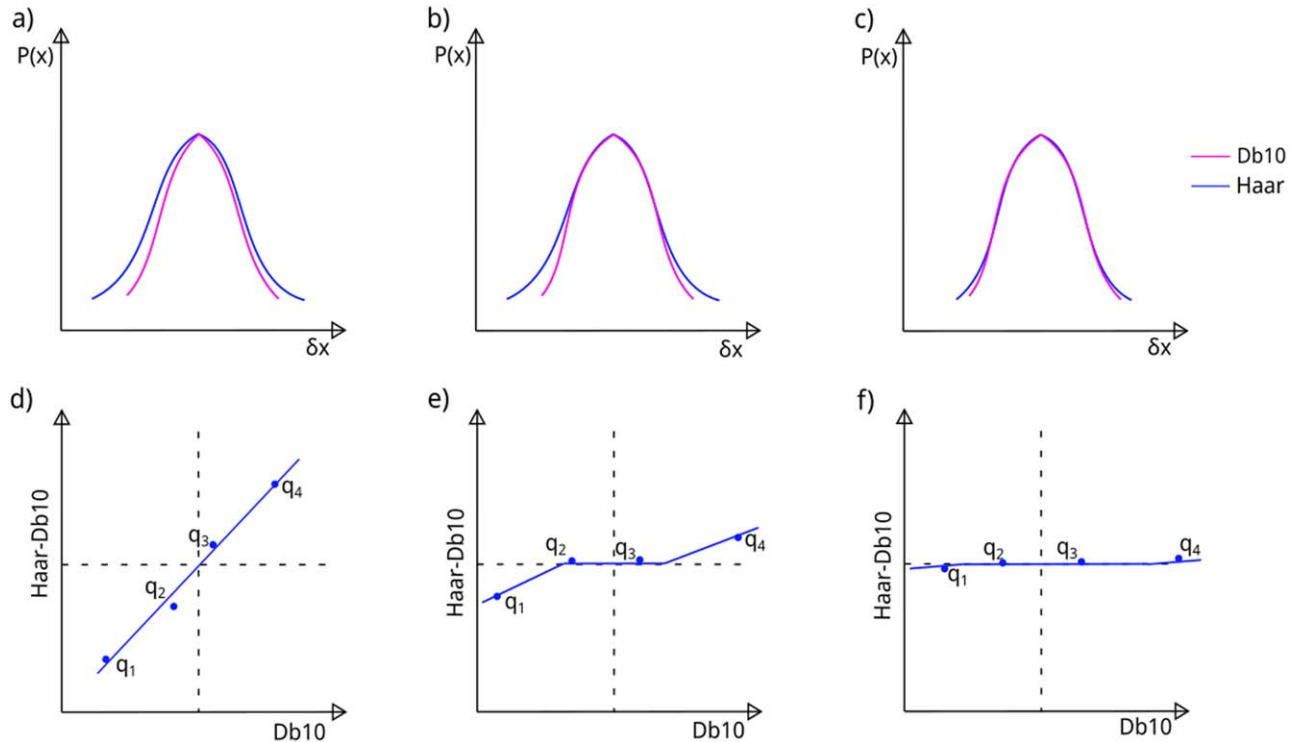 a)
P(x)
δx
b)
P(x)
δx
c)
P(x)
δx
Db10
Haar
d)
Haar-Db10
q₁
q₂
q₃
q₄
Db10
e)
Haar-Db10
q₁
q₂
q₃
q₄
Db10
f)
Haar-Db10
q₁
q₂
q₃
q₄
Db10